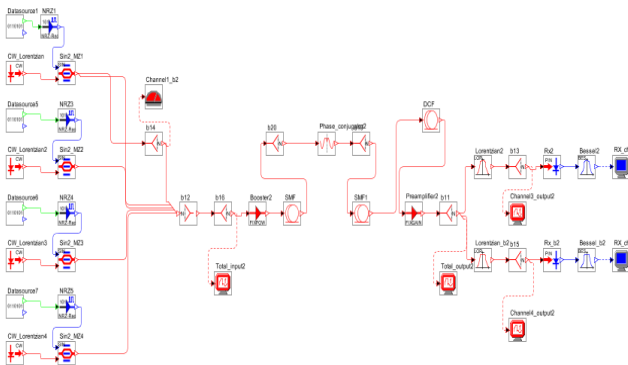 Datasource1
NRZ1
CW_Lorentzian
Sin2_MZ1
Channel1_b2
Datasource5
NRZ3
b14
CW_Lorentzian2
Sin2_MZ2
b20
Phase_conjugator2
DCF
Lorentzian2
b13
Rx2
Bessel2
b12
b16
Booster2
SMF
SMF1
Preamplifier2
b11
Channel3_output2
Datasource6
NRZ4
CW_Lorentzian3
Sin2_MZ3
Total_input2
Total_output2
Lorentzian_b2
b15
Rx_b2
Bessel_b2
Datasource7
NRZ5
CW_Lorentzian4
Sin2_MZ4
Channel4_output2